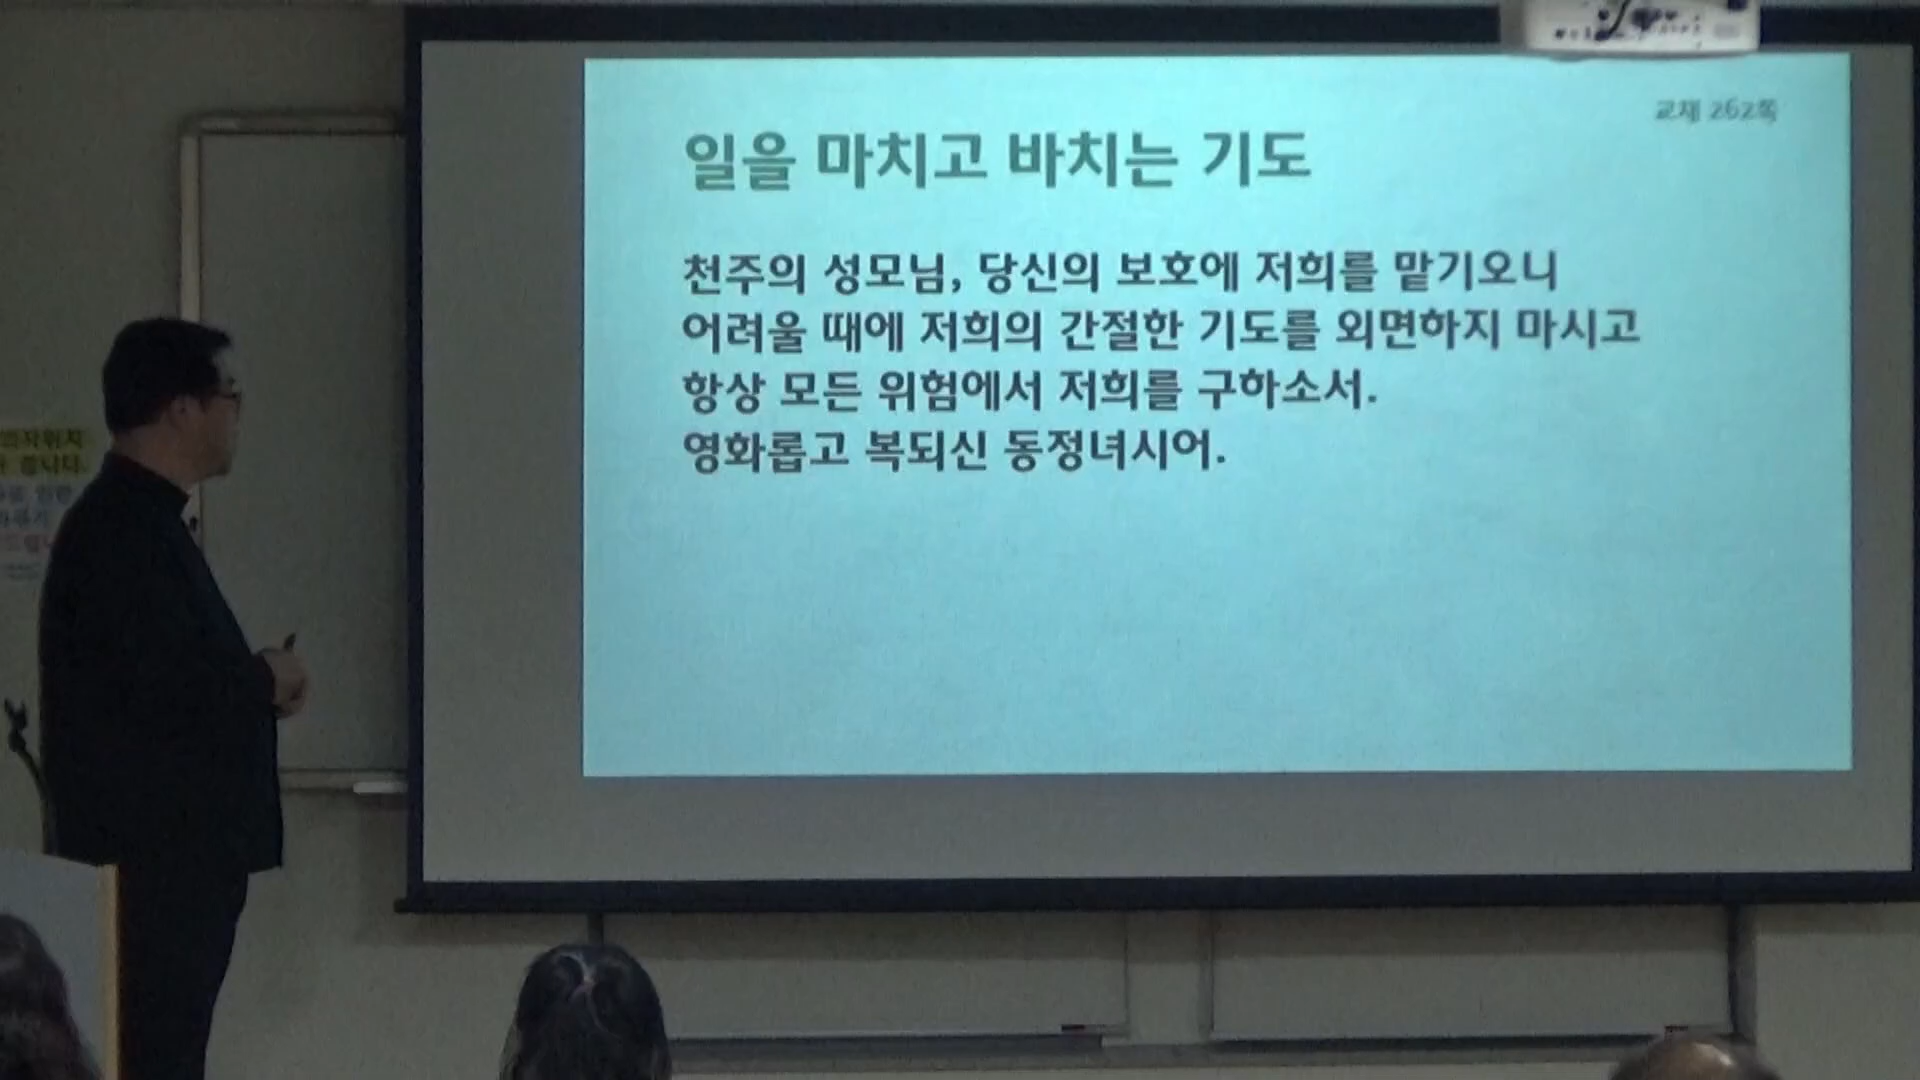 교재 262쪽
일을 마치고 바치는 기도
천주의 성모님, 당신의 보호에 저희를 맡기오니
어려울 때에 저희의 간절한 기도를 외면하지 마시고
항상 모든 위험에서 저희를 구하소서.
영화롭고 복되신 동정녀시어.